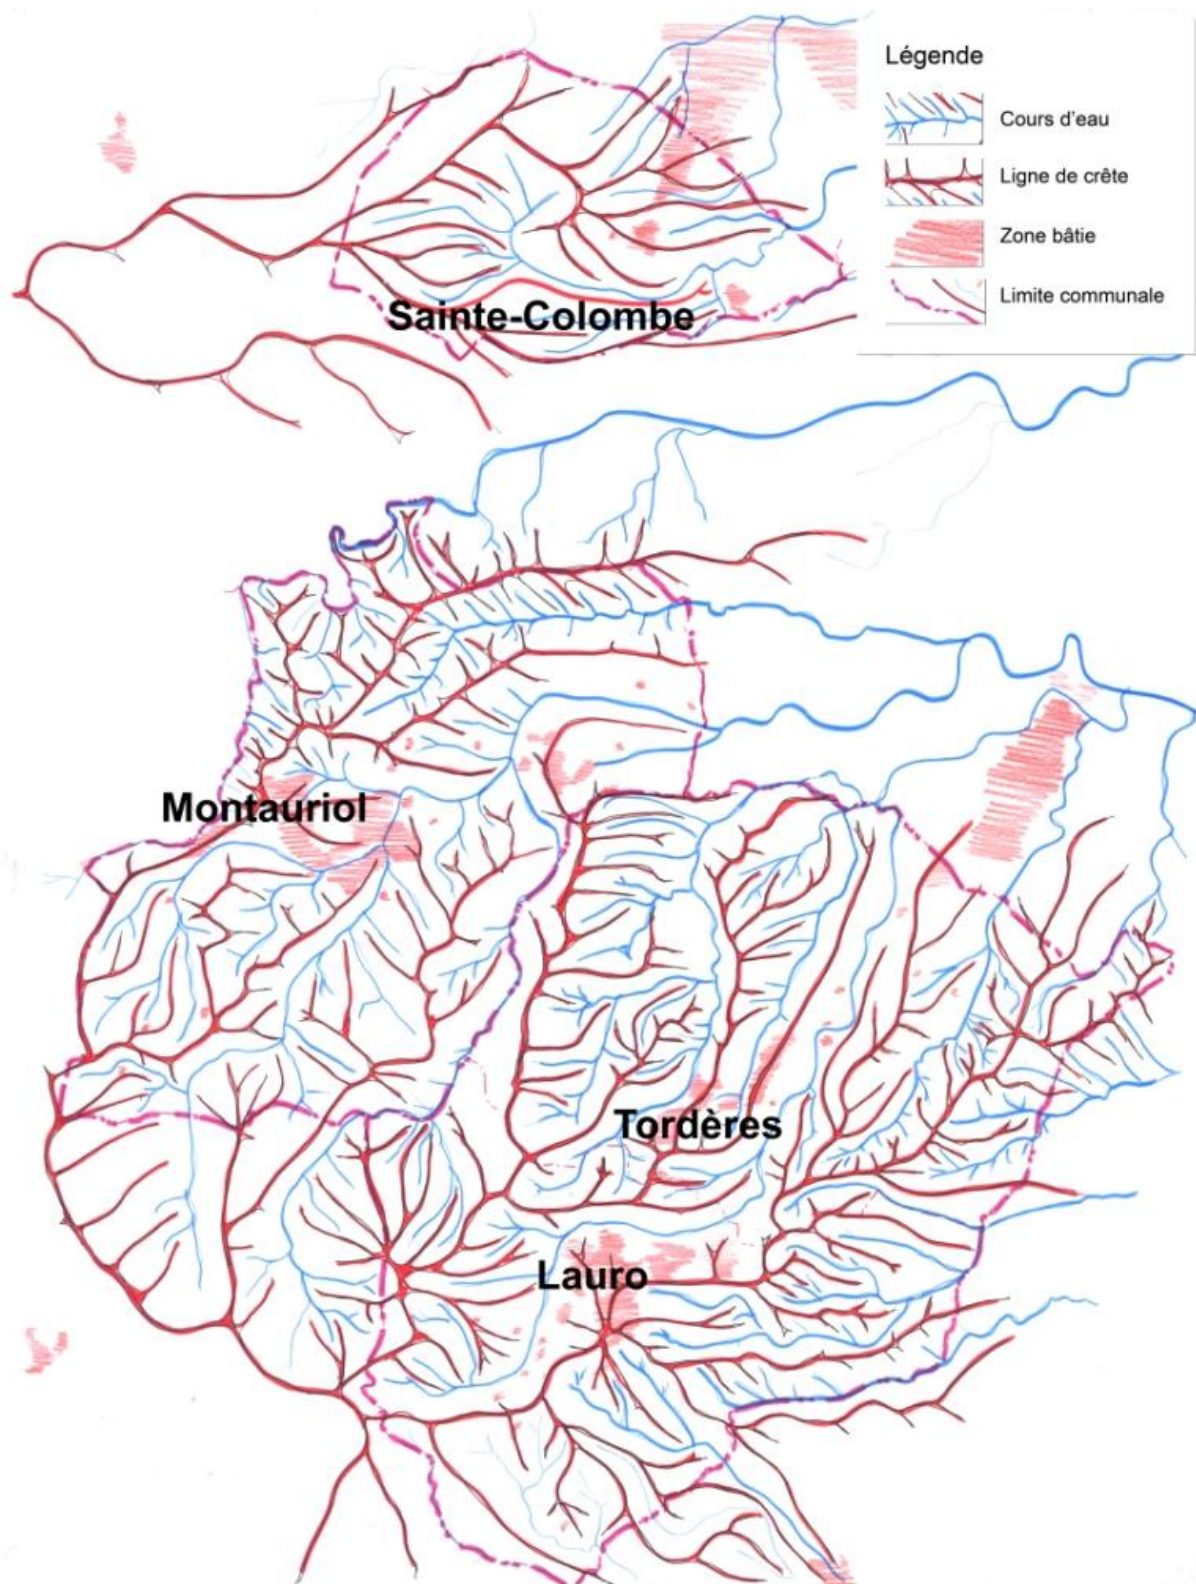 Légende
Cours d'eau
Ligne de crête
Zone bâtie
Limite communale
Sainte-Colombe
Montauriol
Tordères
Lauro